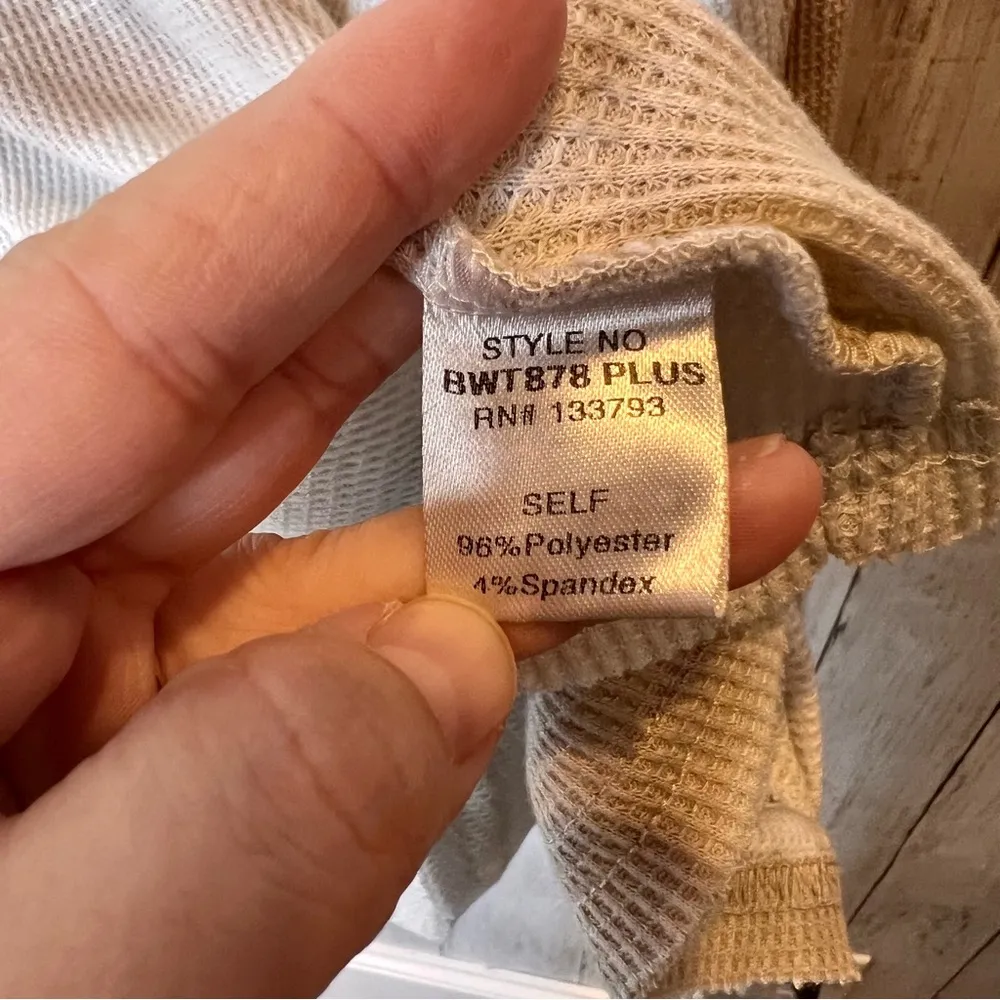 STYLE NO
BWT878 PLUS
RN# 133793
SELF
96%Polyester
4%Spandex